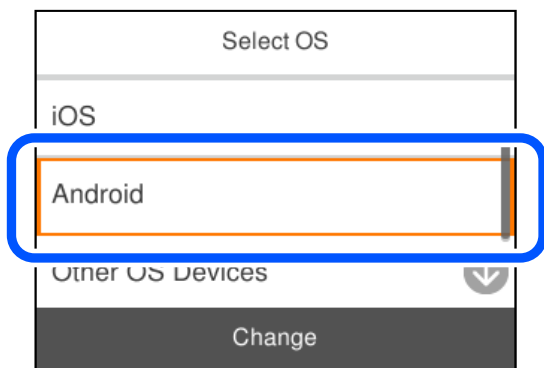 Select OS
iOS
Android
Other OS Devices
Change